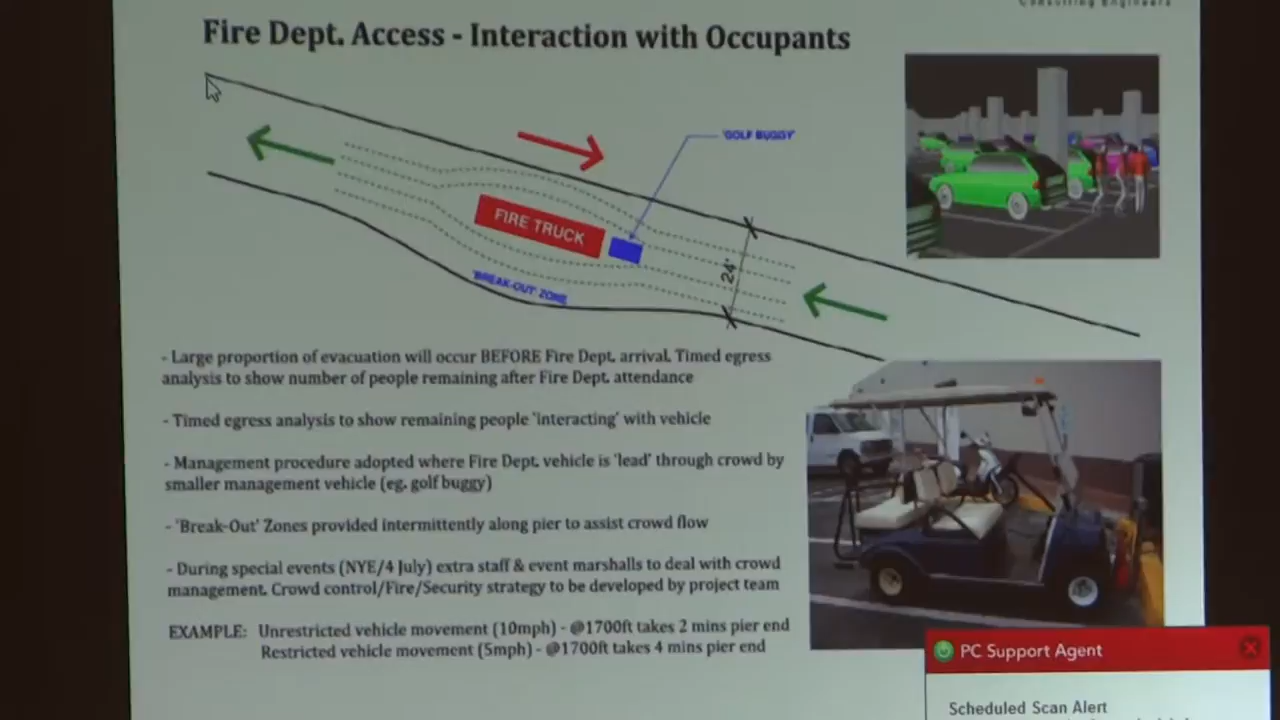 Consulting Engineers
Fire Dept. Access - Interaction with Occupants
'GOLF BUGGY'
FIRE TRUCK
24'
'BREAK-OUT' ZONE
- Large proportion of evacuation will occur BEFORE Fire Dept. arrival. Timed egress
analysis to show number of people remaining after Fire Dept. attendance
- Timed egress analysis to show remaining people 'interacting' with vehicle
- Management procedure adopted where Fire Dept. vehicle is 'lead' through crowd by
smaller management vehicle (eg. golf buggy)
- 'Break-Out' Zones provided intermittently along pier to assist crowd flow
- During special events (NYE/4 July) extra staff & event marshalls to deal with crowd
management. Crowd control/Fire/Security strategy to be developed by project team
EXAMPLE: Unrestricted vehicle movement (10mph) - @1700ft takes 2 mins pier end
Restricted vehicle movement (5mph) - @1700ft takes 4 mins pier end
PC Support Agent
Scheduled Scan Alert